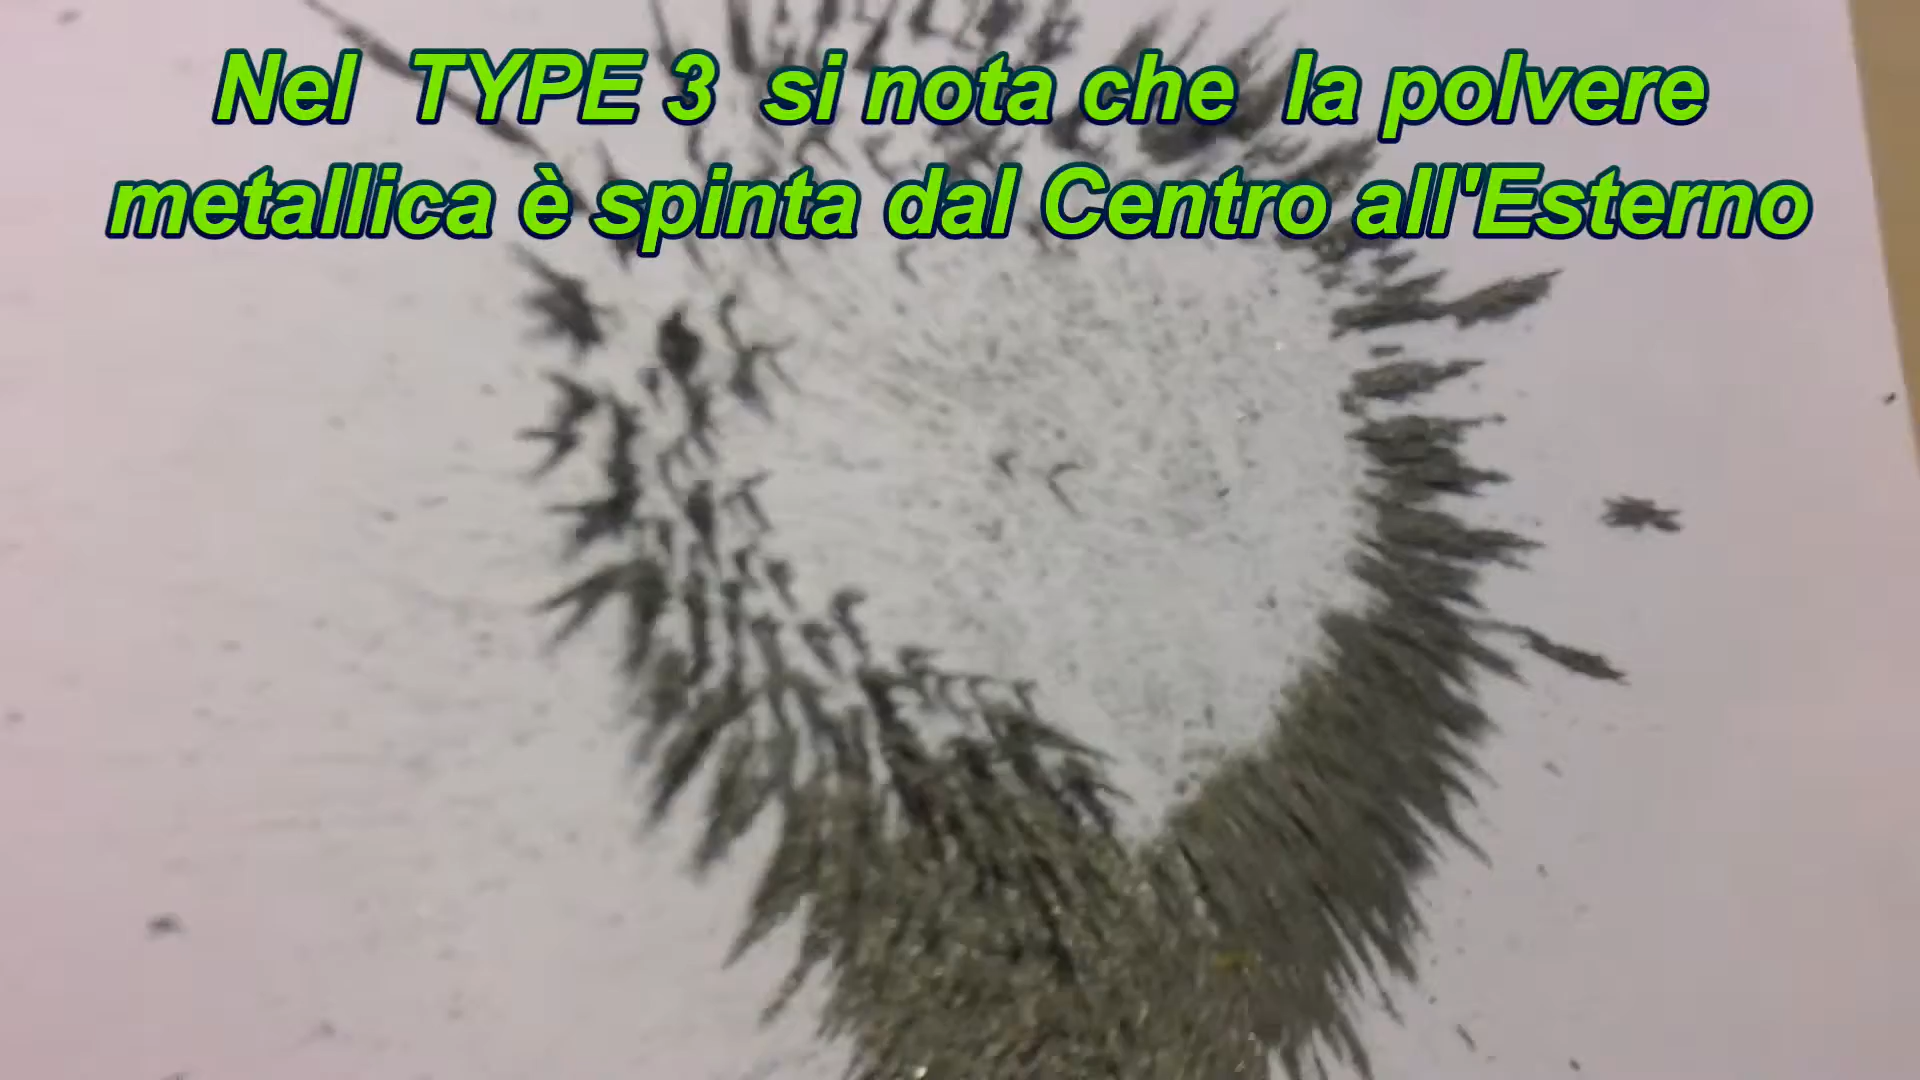 Nel TYPE 3 si nota che la polvere
metallica è spinta dal Centro all'Esterno